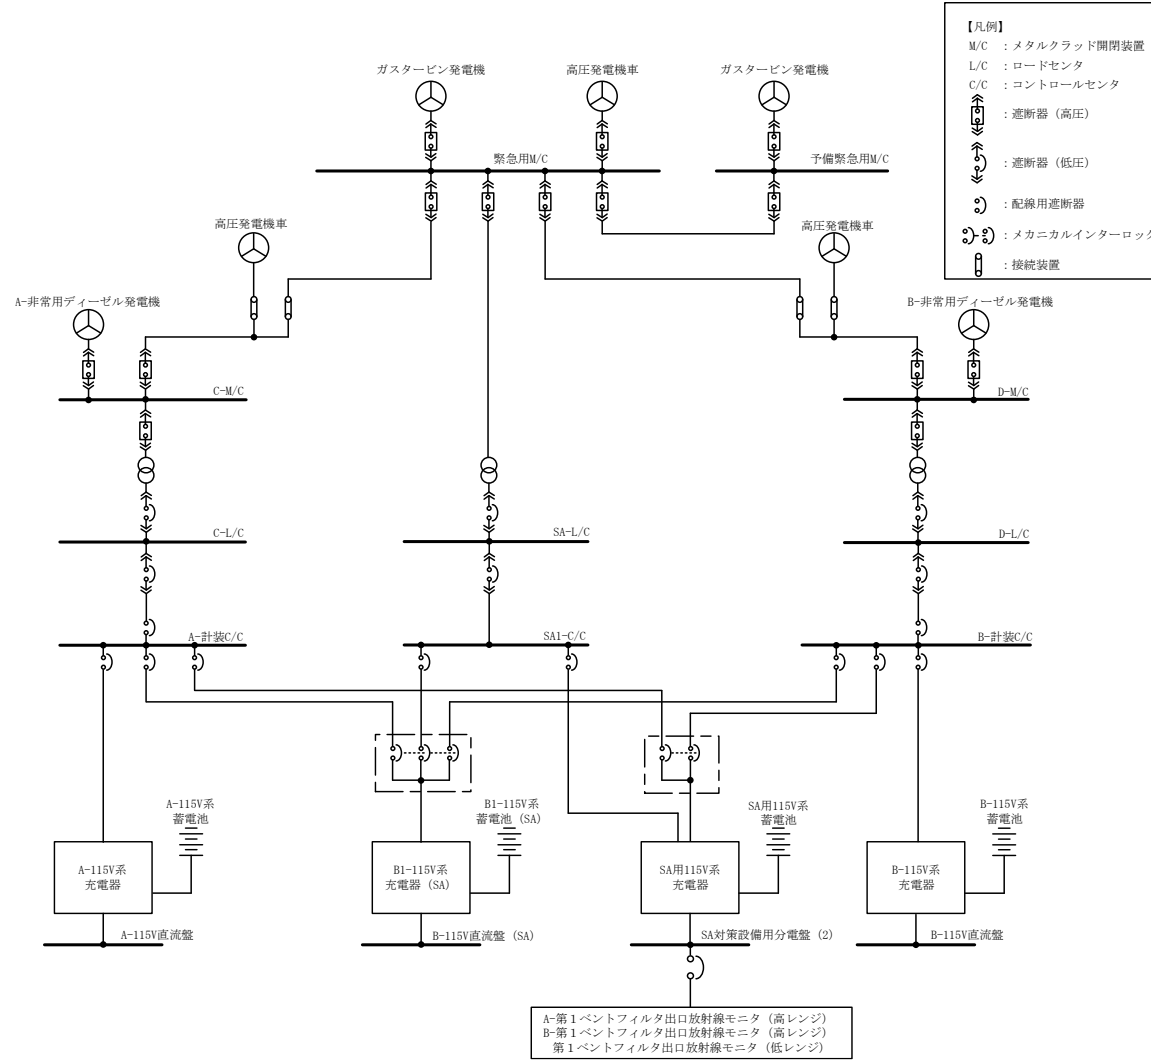 【凡例】
M/C ：メタルクラッド開閉装置
L/C ：ロードセンタ
C/C ：コントロールセンタ
：遮断器（高圧）
：遮断器（低圧）
：配線用遮断器
：メカニカルインターロック
：接続装置
ガスタービン発電機
高圧発電機車
ガスタービン発電機
緊急用M/C
予備緊急用M/C
高圧発電機車
高圧発電機車
A-非常用ディーゼル発電機
B-非常用ディーゼル発電機
C-M/C
D-M/C
C-L/C
SA-L/C
D-L/C
A-計装C/C
SA1-C/C
B-計装C/C
A-115V系
蓄電池
B1-115V系
蓄電池（SA）
SA用115V系
蓄電池
B-115V系
蓄電池
A-115V系
充電器
B1-115V系
充電器（SA）
SA用115V系
充電器
B-115V系
充電器
A-115V直流盤
B-115V直流盤（SA）
SA対策設備用分電盤（2）
B-115V直流盤
A-第１ベントフィルタ出口放射線モニタ（高レンジ）
B-第１ベントフィルタ出口放射線モニタ（高レンジ）
第１ベントフィルタ出口放射線モニタ（低レンジ）